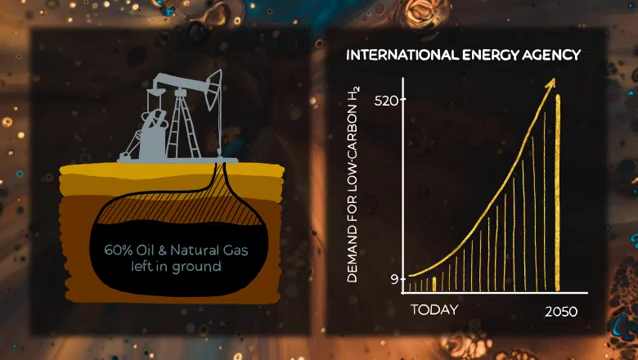 60% Oil & Natural Gas
left in ground
INTERNATIONAL ENERGY AGENCY
DEMAND FOR LOW-CARBON H₂
520
9
TODAY
2050